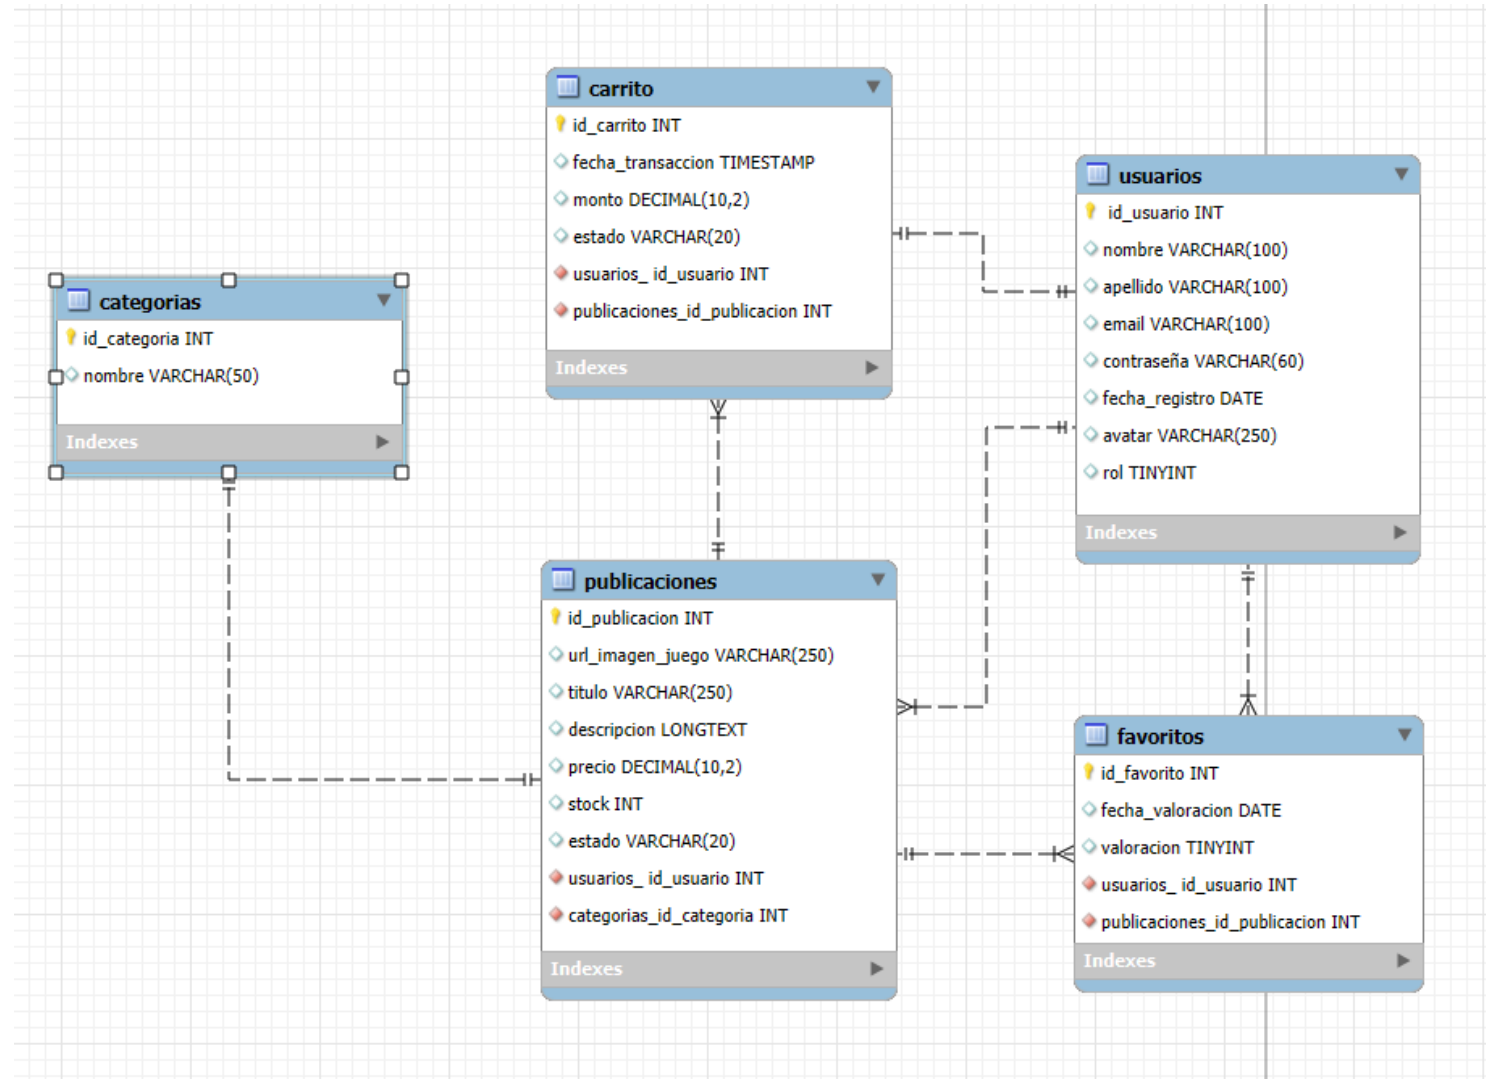 carrito
id_carrito INT
fecha_transaccion TIMESTAMP
monto DECIMAL(10,2)
estado VARCHAR(20)
usuarios_ id_usuario INT
publicaciones_id_publicacion INT
Indexes
usuarios
id_usuario INT
nombre VARCHAR(100)
apellido VARCHAR(100)
email VARCHAR(100)
contraseña VARCHAR(60)
fecha_registro DATE
avatar VARCHAR(250)
rol TINYINT
Indexes
categorias
id_categoria INT
nombre VARCHAR(50)
Indexes
publicaciones
id_publicacion INT
url_imagen_juego VARCHAR(250)
titulo VARCHAR(250)
descripcion LONGTEXT
precio DECIMAL(10,2)
stock INT
estado VARCHAR(20)
usuarios_ id_usuario INT
categorias_id_categoria INT
Indexes
favoritos
id_favorito INT
fecha_valoracion DATE
valoracion TINYINT
usuarios_ id_usuario INT
publicaciones_id_publicacion INT
Indexes